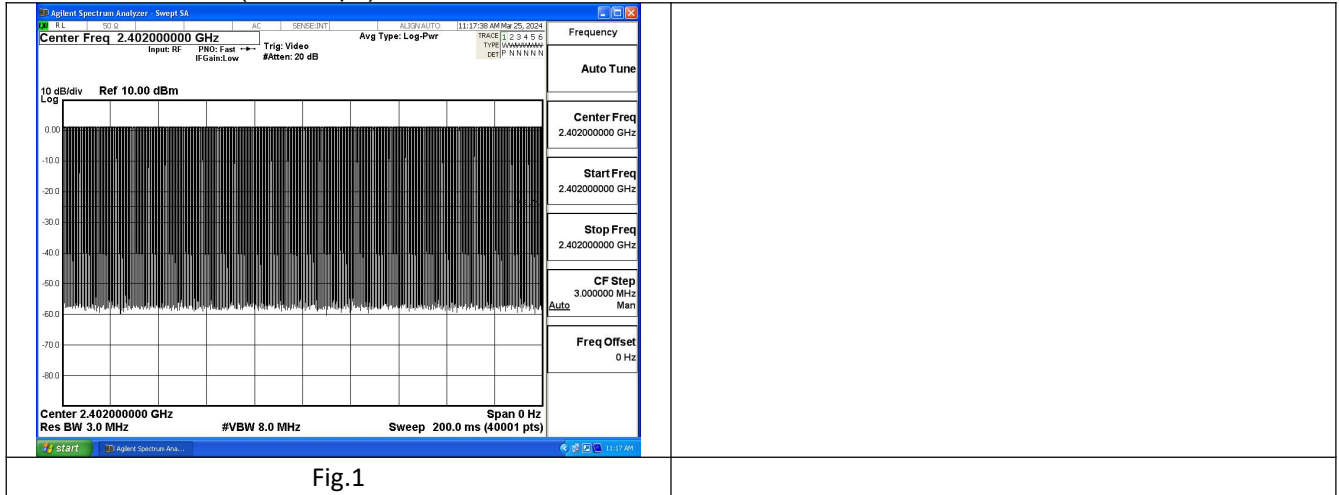 Agilent Spectrum Analyzer - Swept SA
RL 50 Ω AC SENSE:INT ALIGN AUTO 11:17:38 AM Mar 25, 2024
Center Freq 2.402000000 GHz
Input: RF PNO: Fast Trig: Video Avg Type: Log-Pwr TRACE 1 2 3 4 5 6
IFGain:Low #Atten: 20 dB TYPE
DET P N N N N N
Frequency
Auto Tune
10 dB/div Ref 10.00 dBm
Log
0.00
-10.0
-20.0
-30.0
-40.0
-50.0
-60.0
-70.0
-80.0
Center Freq
2.402000000 GHz
Start Freq
2.402000000 GHz
Stop Freq
2.402000000 GHz
CF Step
3.000000 MHz
Auto Man
Freq Offset
0 Hz
Center 2.402000000 GHz Span 0 Hz
Res BW 3.0 MHz #VBW 8.0 MHz Sweep 200.0 ms (40001 pts)
start Agilent Spectrum Ana... 11:17 AM
Fig.1